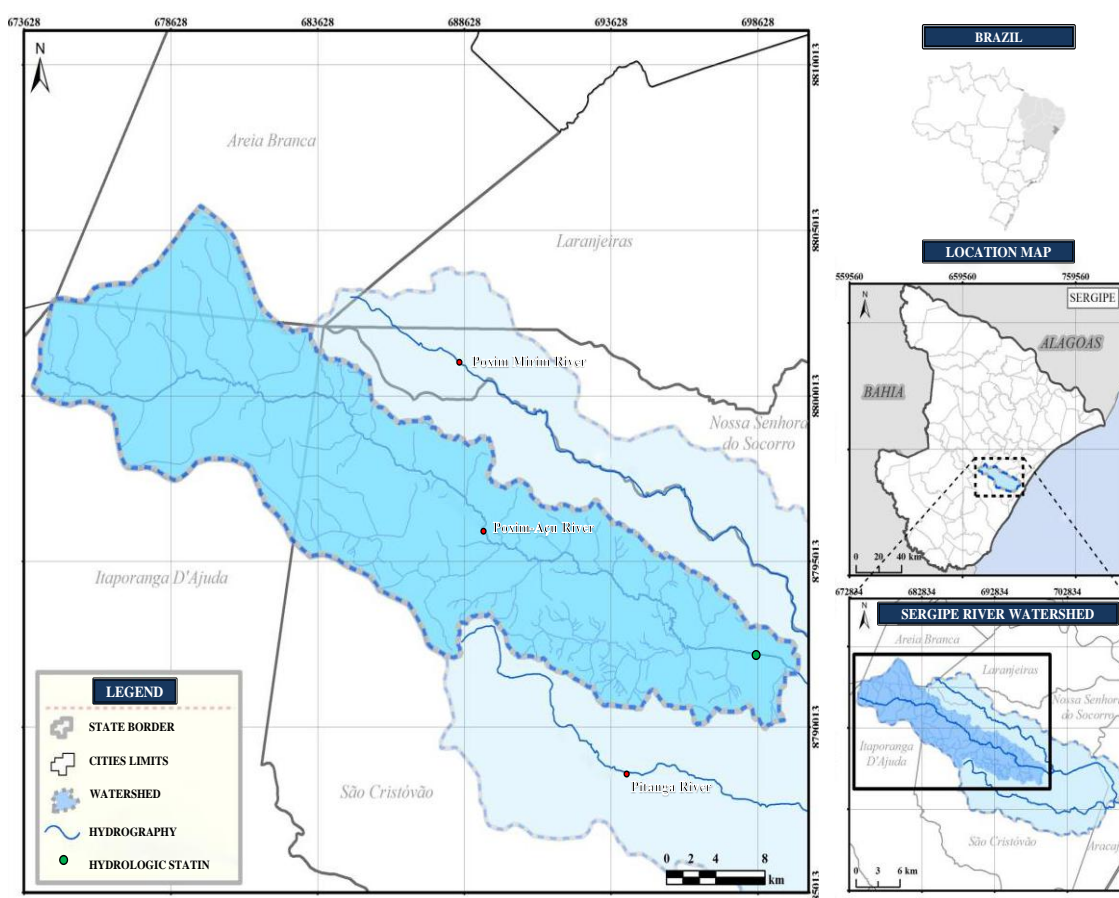 673628
678628
683628
688628
693628
698628
N
8810013
8805013
8800013
8795013
8790013
Areia Branca
Laranjeiras
Poxim Mirim River
Nossa Senhora
do Socorro
Poxim-Açu River
Itaporanga D'Ajuda
São Cristóvão
Pitanga River
0 2 4 8
km
LEGEND
STATE BORDER
CITIES LIMITS
WATERSHED
HYDROGRAPHY
HYDROLOGIC STATIN
BRAZIL
LOCATION MAP
559560
659560
759560
N
SERGIPE
ALAGOAS
BAHIA
0 20 40 km
672834
682834
692834
702834
SERGIPE RIVER WATERSHED
N
Areia Branca
Laranjeiras
Nossa Senhora
do Socorro
Itaporanga
D'Ajuda
São Cristóvão
Aracaj
0 3 6 km